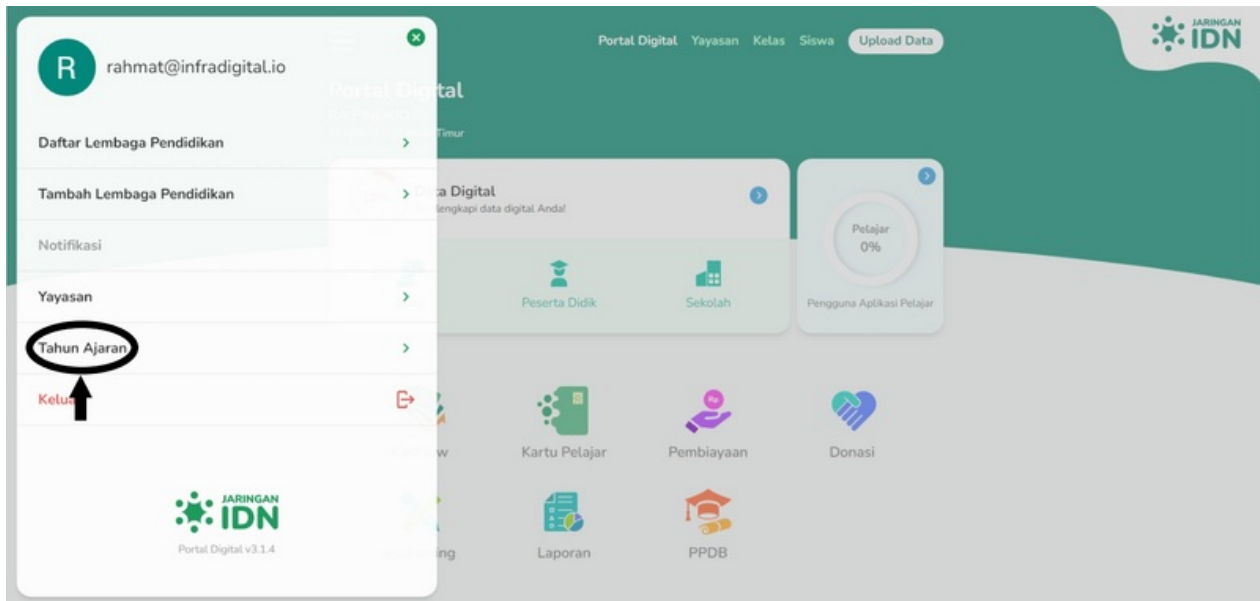 R
rahmat@infradigital.io
Daftar Lembaga Pendidikan
Tambah Lembaga Pendidikan
Notifikasi
Yayasan
Tahun Ajaran
Kelua
JARINGAN
IDN
Portal Digital v3.1.4
Portal Digital Yayasan Kelas Siswa Upload Data
JARINGAN
IDN
Portal Digital
Timur
Data Digital
lengkapi data digital Anda!
Peserta Didik
Sekolah
Pelajar
0%
Pengguna Aplikasi Pelajar
Kartu Pelajar
Rp
Pembiayaan
Donasi
Laporan
PPDB